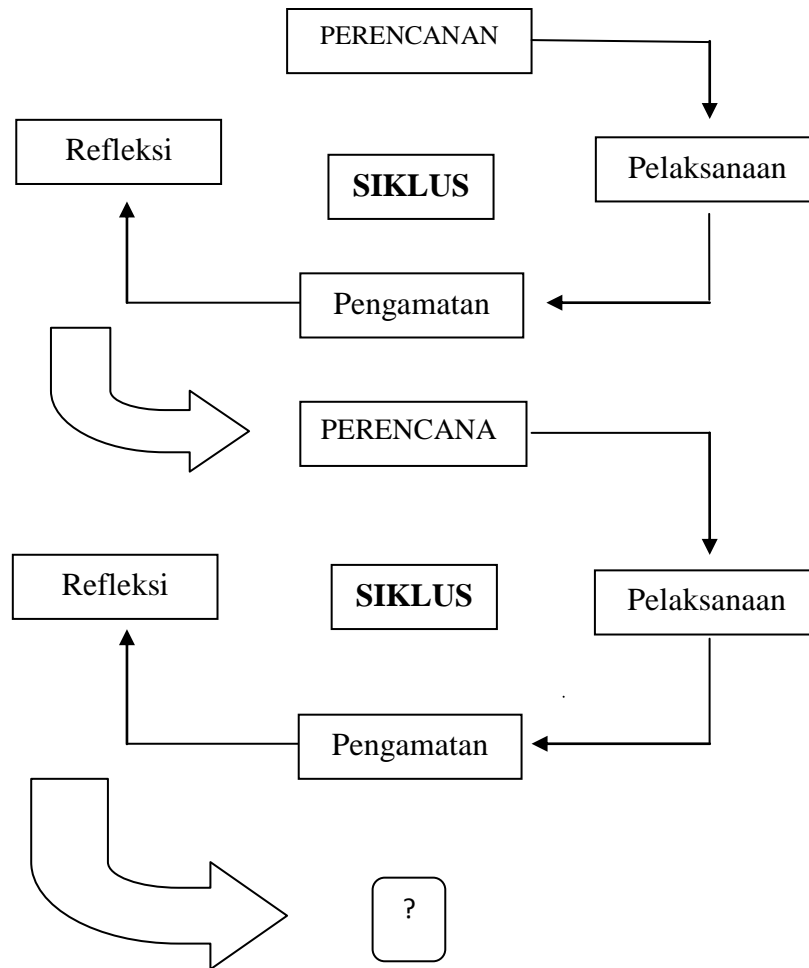 PERENCANAN
Refleksi
SIKLUS
Pelaksanaan
Pengamatan
PERENCANA
Refleksi
SIKLUS
Pelaksanaan
Pengamatan
?